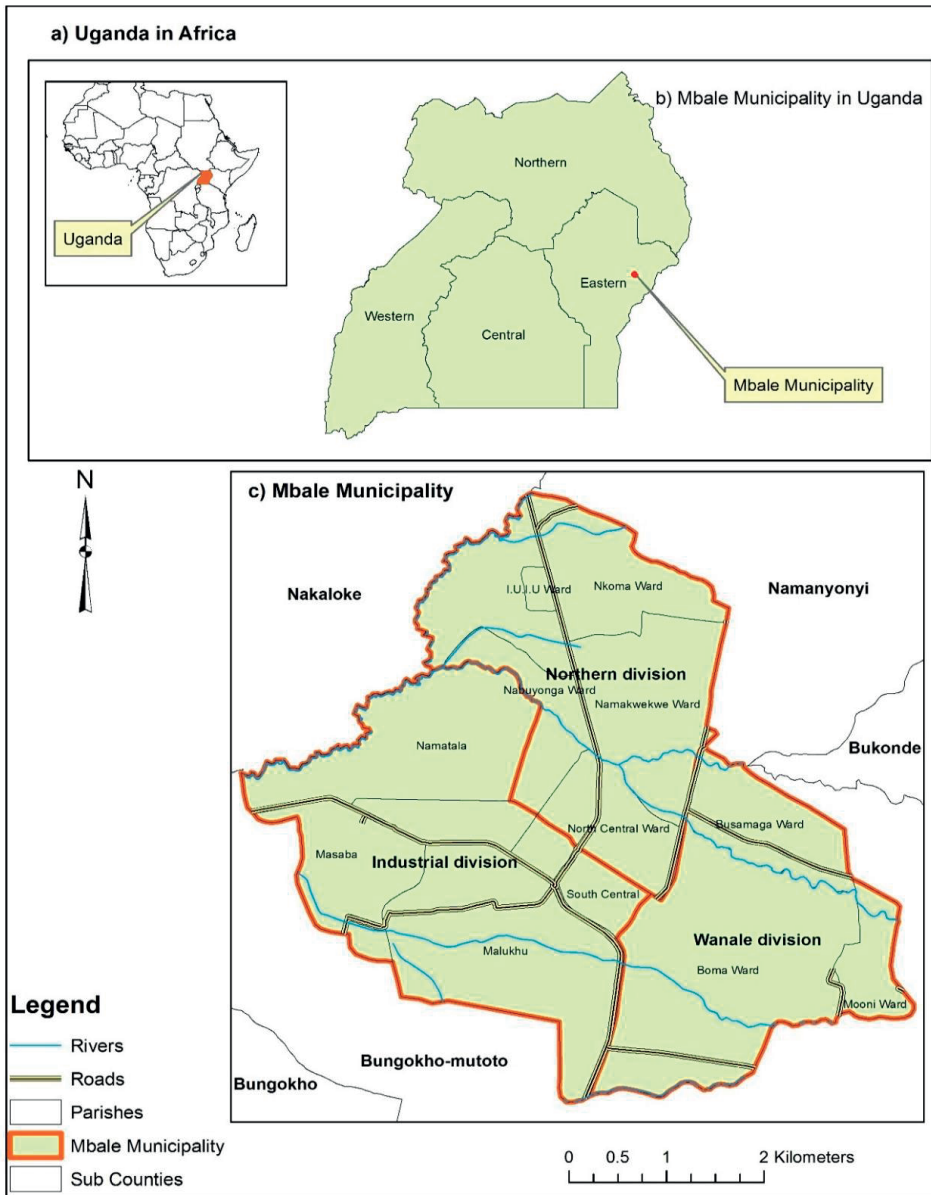 a) Uganda in Africa
Uganda
b) Mbale Municipality in Uganda
Northern
Eastern
Western
Central
Mbale Municipality
N
c) Mbale Municipality
Nakaloke
I.U.I.U Ward
Nkoma Ward
Namanyonyi
Northern division
Nabuyonga Ward
Namakwekwe Ward
Namatala
Bukonde
North Central Ward
Busamaga Ward
Masaba
Industrial division
South Central
Wanale division
Malukhu
Boma Ward
Mooni Ward
Bungokho-mutoto
Bungokho
Legend
Rivers
Roads
Parishes
Mbale Municipality
Sub Counties
0 0.5 1 2 Kilometers